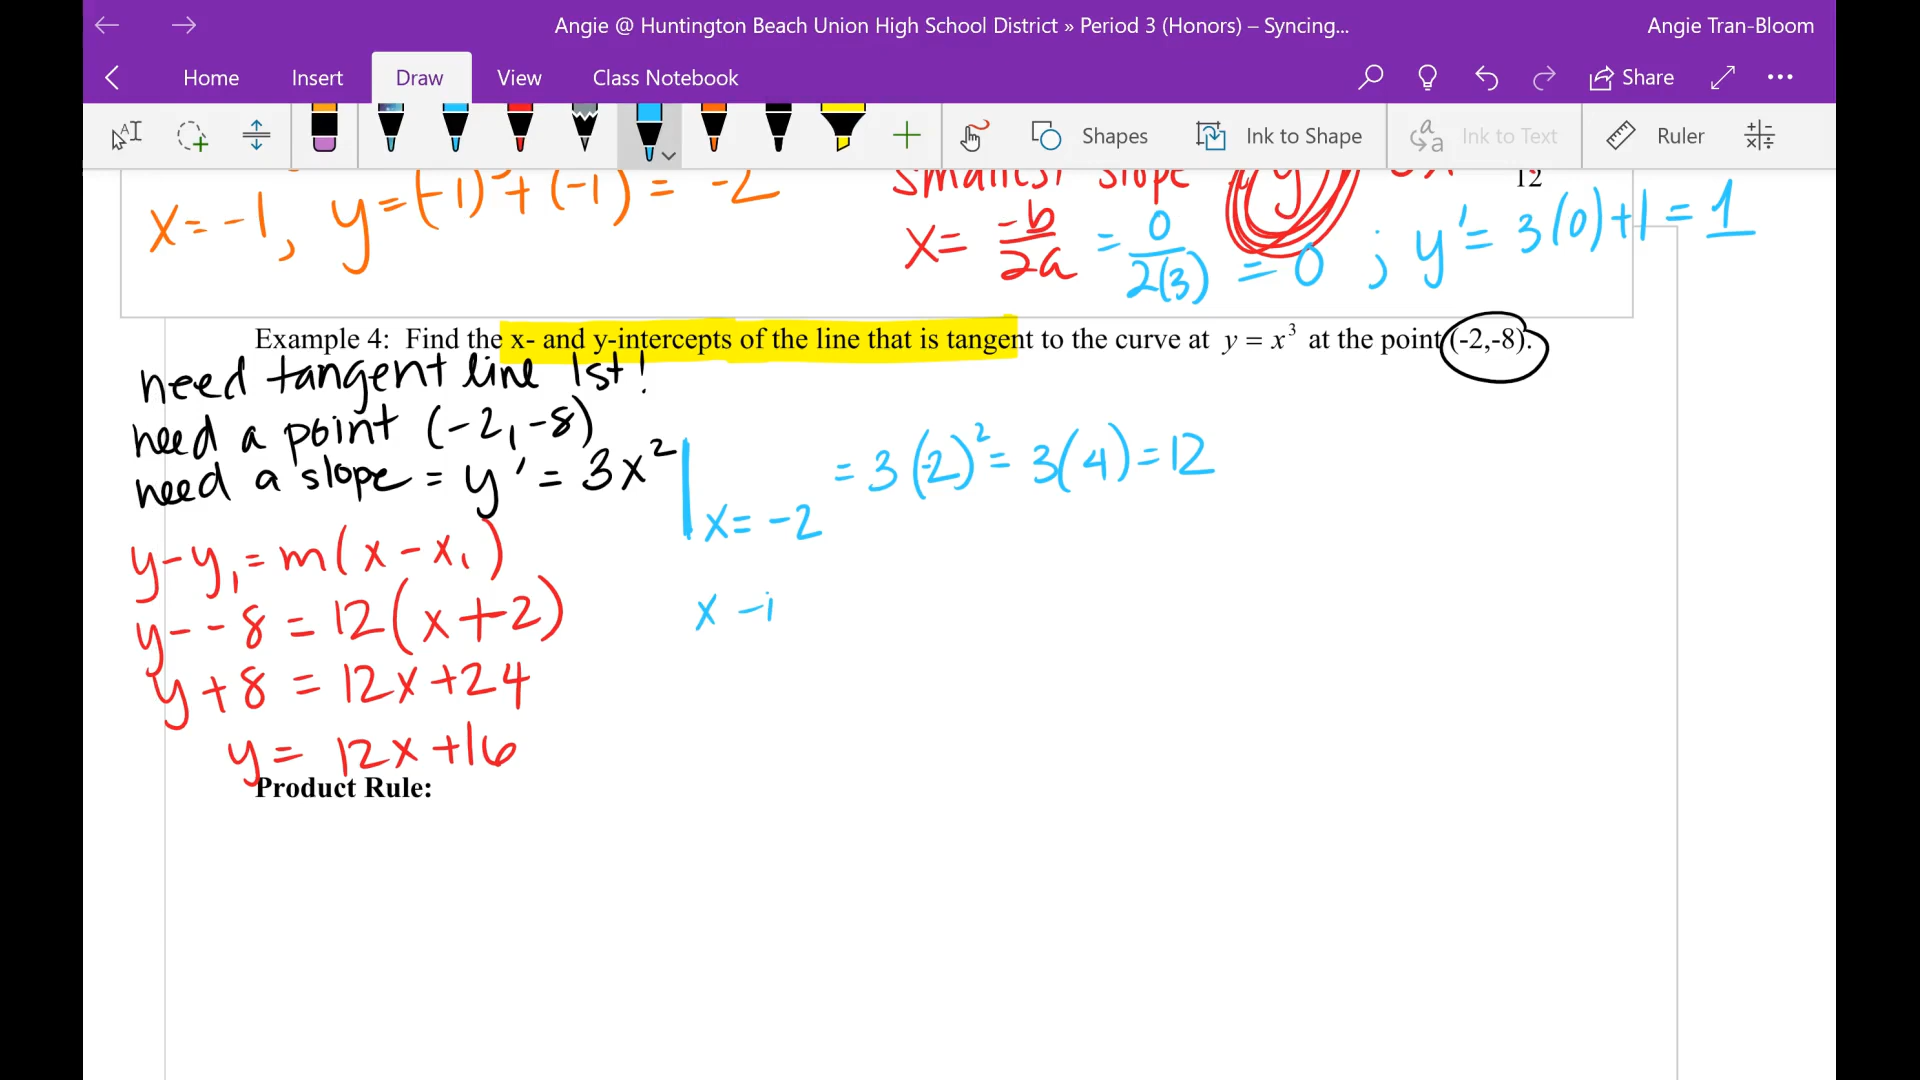 Angie @ Huntington Beach Union High School District » Period 3 (Honors) – Syncing...
Angie Tran-Bloom
Home Insert Draw View Class Notebook
Share
Shapes Ink to Shape Ink to Text Ruler
x = -1, y = (-1)³ + (-1) = -2
smallest slope
12
x = -b/2a = 0/2(3) = 0 ; y' = 3(0)+1 = 1
Example 4: Find the x- and y-intercepts of the line that is tangent to the curve at y = x³ at the point (-2,-8).
need tangent line 1st!
need a point (-2, -8)
need a slope = y' = 3x² | x = -2 = 3(-2)² = 3(4) = 12
y - y₁ = m(x - x₁)
y - - 8 = 12(x + 2)
y + 8 = 12x + 24
y = 12x + 16
x - i
Product Rule: